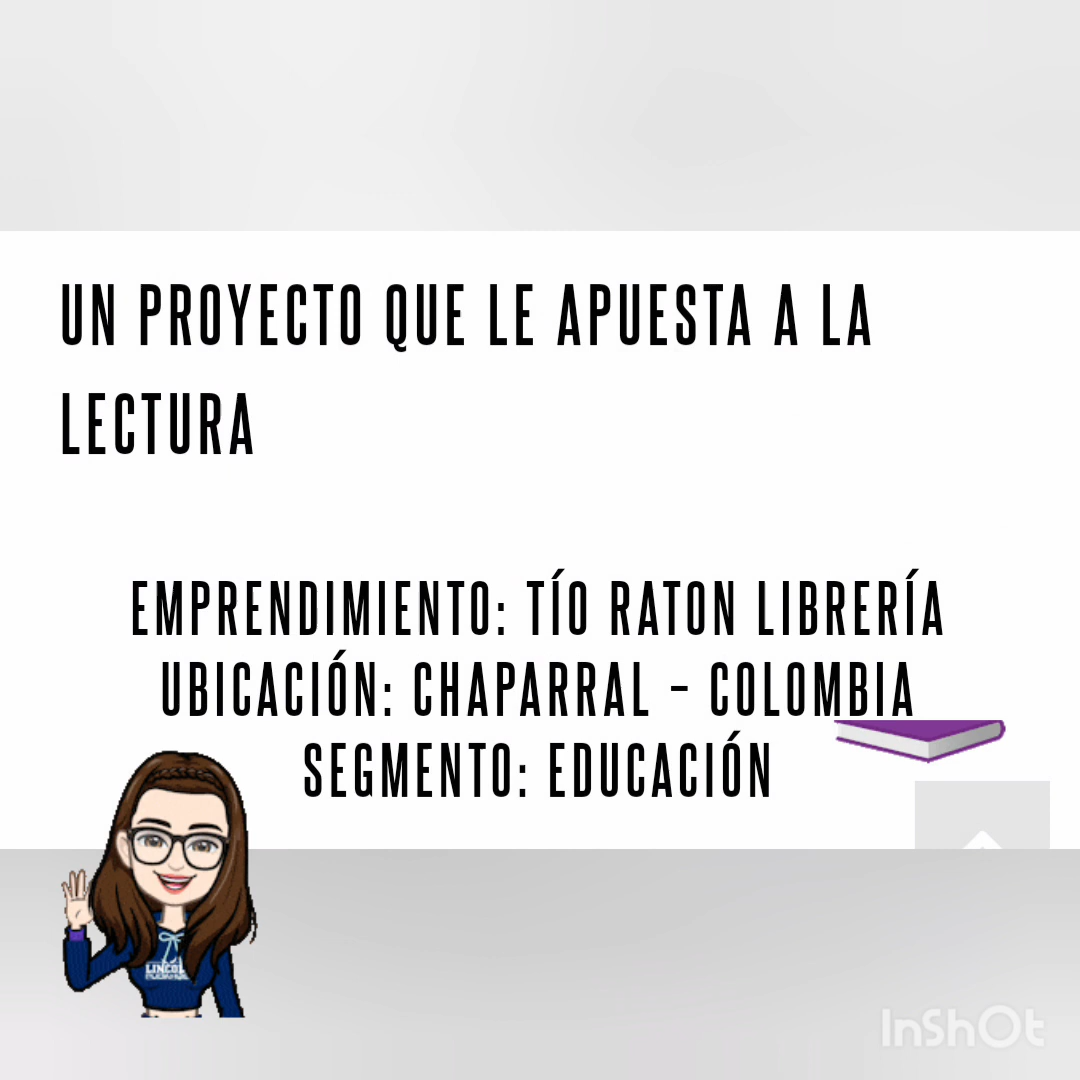 UN PROYECTO QUE LE APUESTA A LA
LECTURA
EMPRENDIMIENTO: TÍO RATON LIBRERÍA
UBICACIÓN: CHAPARRAL - COLOMBIA
SEGMENTO: EDUCACIÓN
InShOt